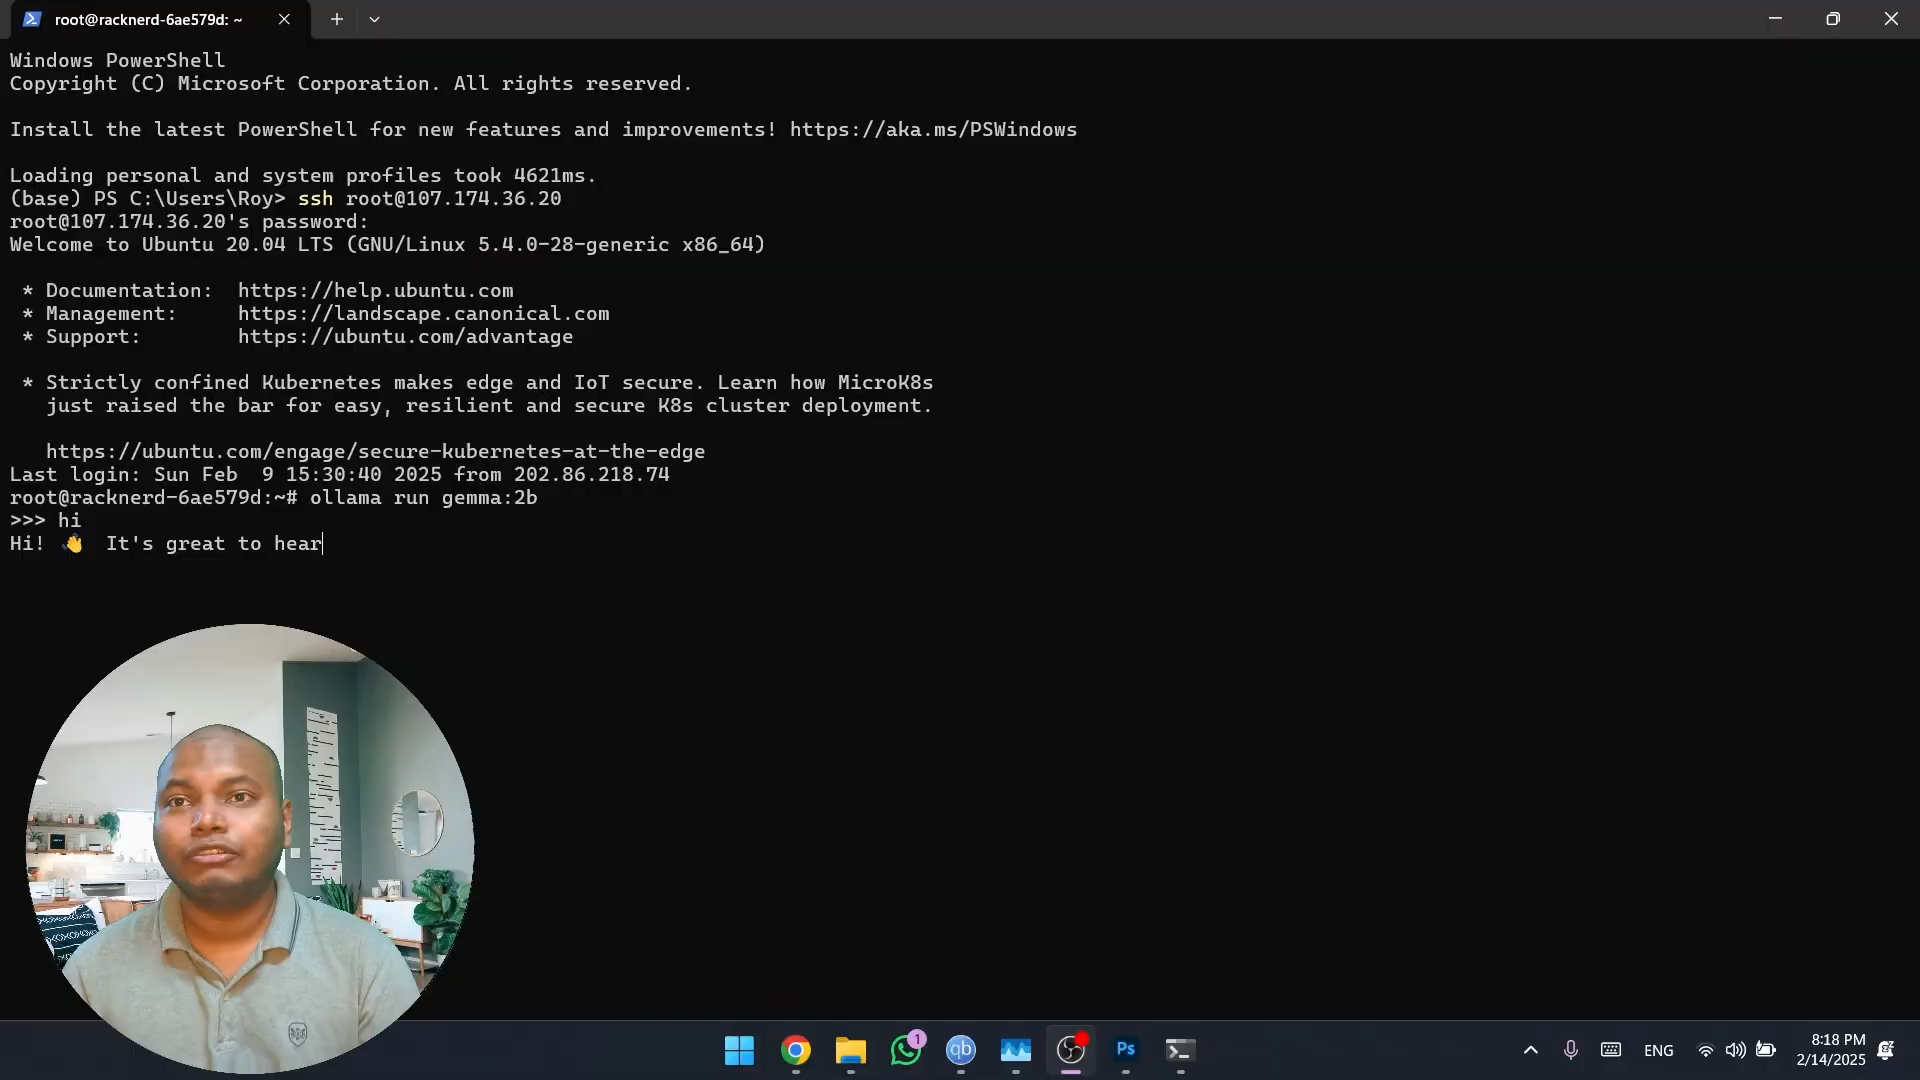 root@racknerd-6ae579d: ~
Windows PowerShell
Copyright (C) Microsoft Corporation. All rights reserved.
Install the latest PowerShell for new features and improvements! https://aka.ms/PSWindows
Loading personal and system profiles took 4621ms.
(base) PS C:\Users\Roy> ssh root@107.174.36.20
root@107.174.36.20's password:
Welcome to Ubuntu 20.04 LTS (GNU/Linux 5.4.0-28-generic x86_64)
* Documentation:  https://help.ubuntu.com
* Management:     https://landscape.canonical.com
* Support:        https://ubuntu.com/advantage
* Strictly confined Kubernetes makes edge and IoT secure. Learn how MicroK8s
just raised the bar for easy, resilient and secure K8s cluster deployment.
https://ubuntu.com/engage/secure-kubernetes-at-the-edge
Last login: Sun Feb  9 15:30:40 2025 from 202.86.218.74
root@racknerd-6ae579d:~# ollama run gemma:2b
>>> hi
Hi! 👋  It's great to hear
1
qb
Ps
ENG
8:18 PM
2/14/2025